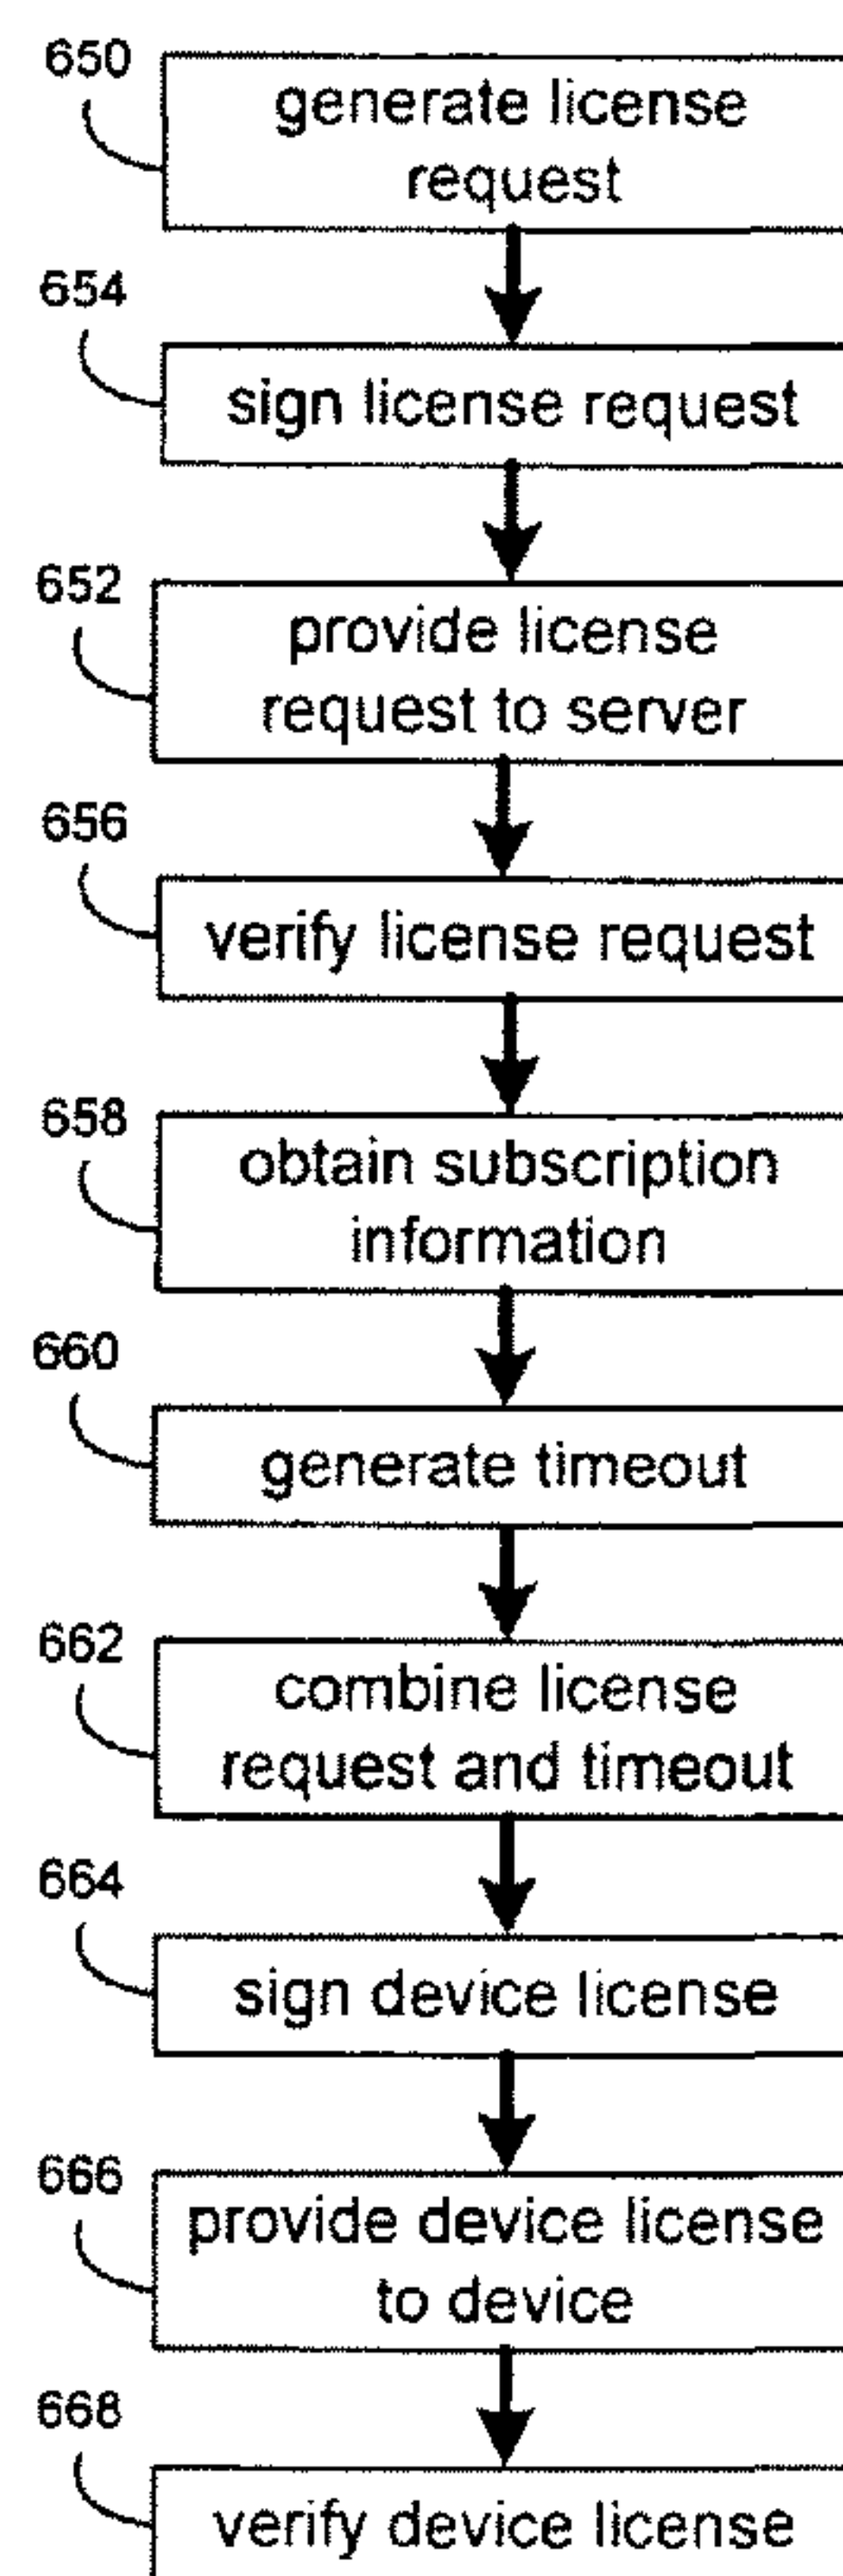 650
generate license
request
654
sign license request
652
provide license
request to server
656
verify license request
658
obtain subscription
information
660
generate timeout
662
combine license
request and timeout
664
sign device license
666
provide device license
to device
668
verify device license